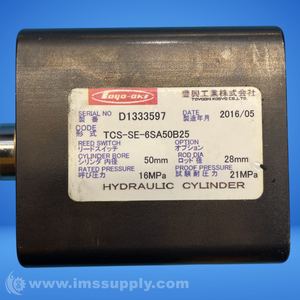 Toyo-oki
豊興工業株式会社
TOYOOKI KOGYO CO.,LTD.
SERIAL NO D1333597 DATE 2016/05
製番 製造年月
CODE
形式 TCS-SE-6SA50B25
REED SWITCH OPTION
リードスイッチ オプション
CYLINDER BORE 50mm ROD DIA 28mm
シリンダ内径 ロッド径
RATED PRESSURE 16MPa PROOF PRESSURE 21MPa
呼び圧力 試験耐圧力
HYDRAULIC CYLINDER
© www.imssupply.com/